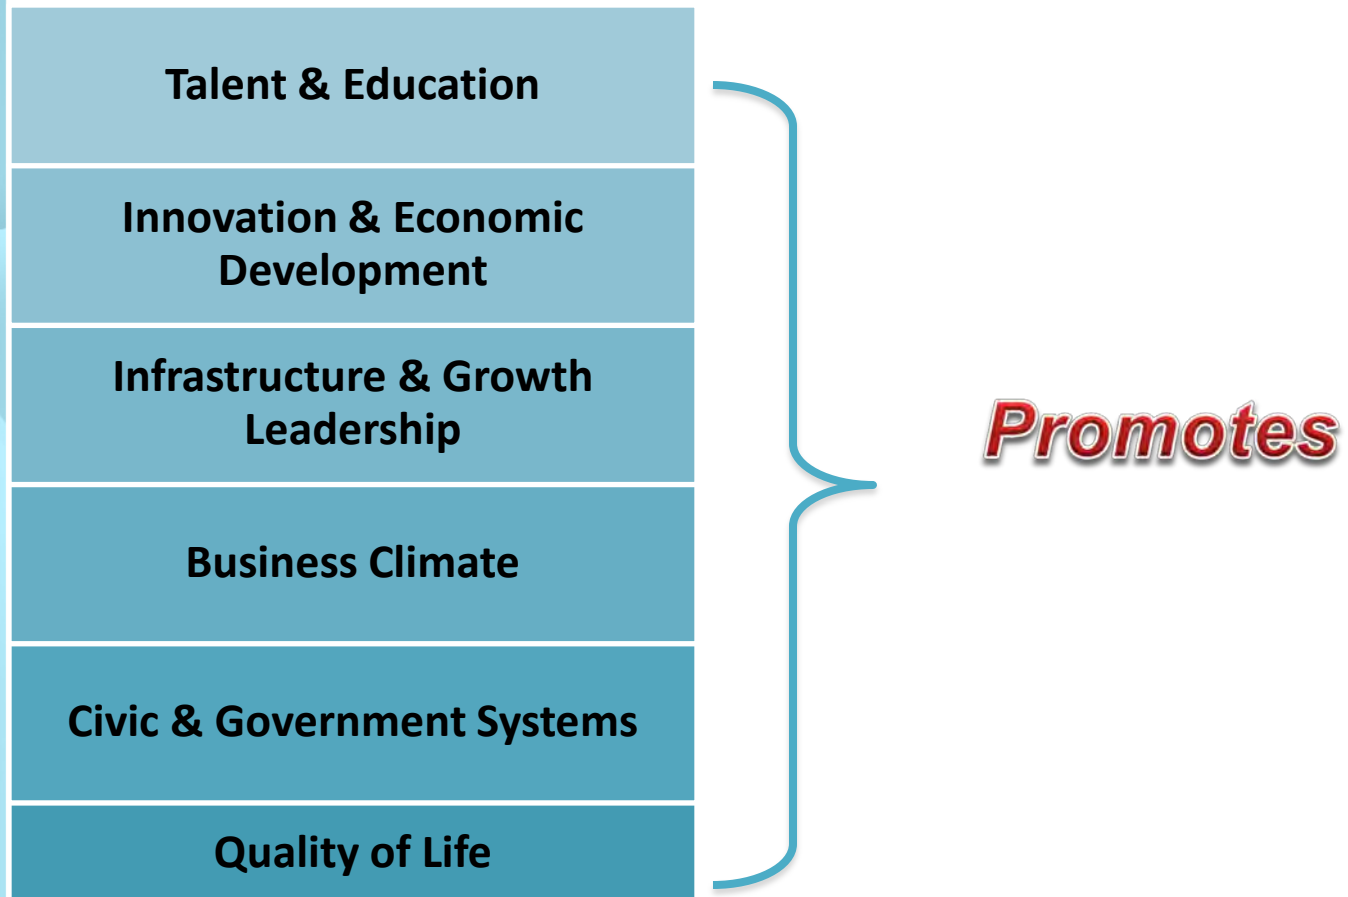 Talent & Education
Innovation & Economic
Development
Infrastructure & Growth
Leadership
Business Climate
Civic & Government Systems
Quality of Life
Promotes